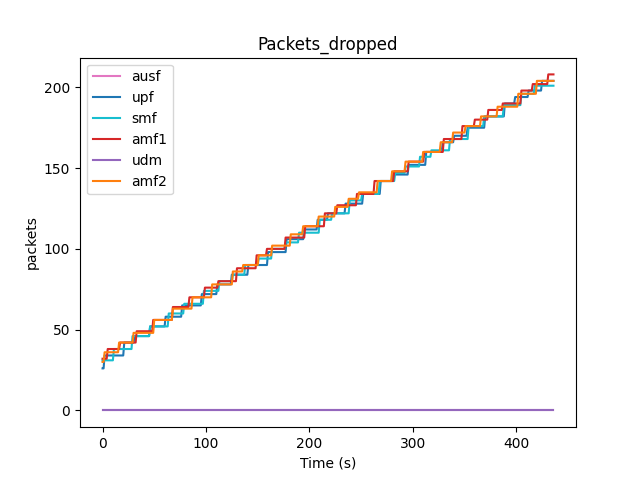 Packets_dropped
packets
200
150
100
50
0
ausf
upf
smf
amf1
udm
amf2
0 100 200 300 400
Time (s)